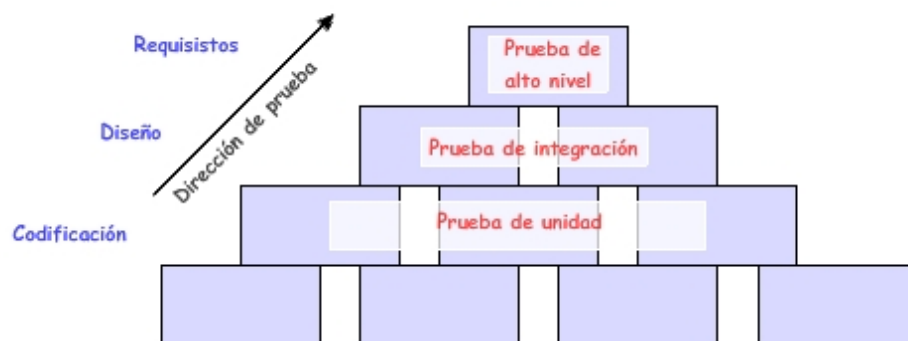 Requisistos
Prueba de
alto nivel
Dirección de prueba
Diseño
Prueba de integración
Codificación
Prueba de unidad